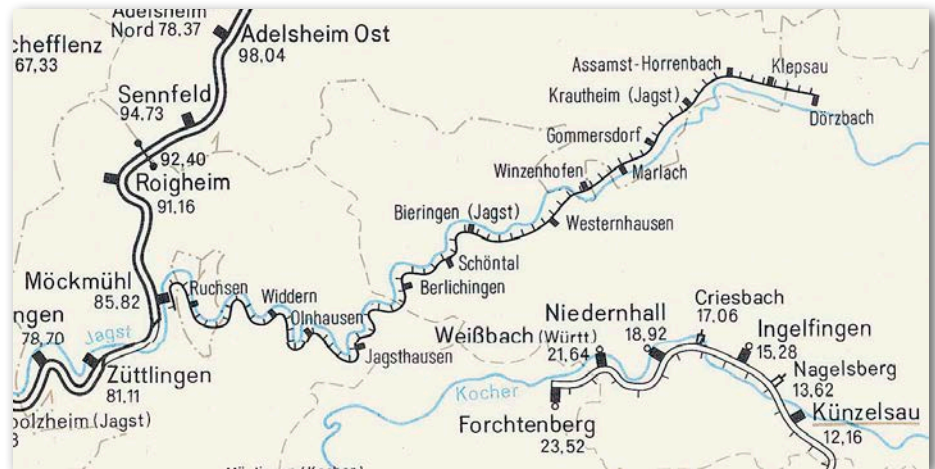 Adelsheim
Nord 78,37
Adelsheim Ost
98,04
chefflenz
67,33
Sennfeld
94,73
92,40
Roigheim
91,16
Assamst-Horrenbach
Klepsau
Krautheim (Jagst)
Dörzbach
Gommersdorf
Winzenhofen
Marlach
Bieringen (Jagst)
Westernhausen
Schöntal
Berlichingen
Möckmühl
85,82
Ruchsen
Widdern
Olnhausen
Jagsthausen
ngen
78,70
Jagst
Züttlingen
81,11
olzheim (Jagst)
8
Weißbach (Württ)
21,64
Niedernhall
18,92
Criesbach
17,06
Ingelfingen
15,28
Nagelsberg
13,62
Künzelsau
12,16
Kocher
Forchtenberg
23,52